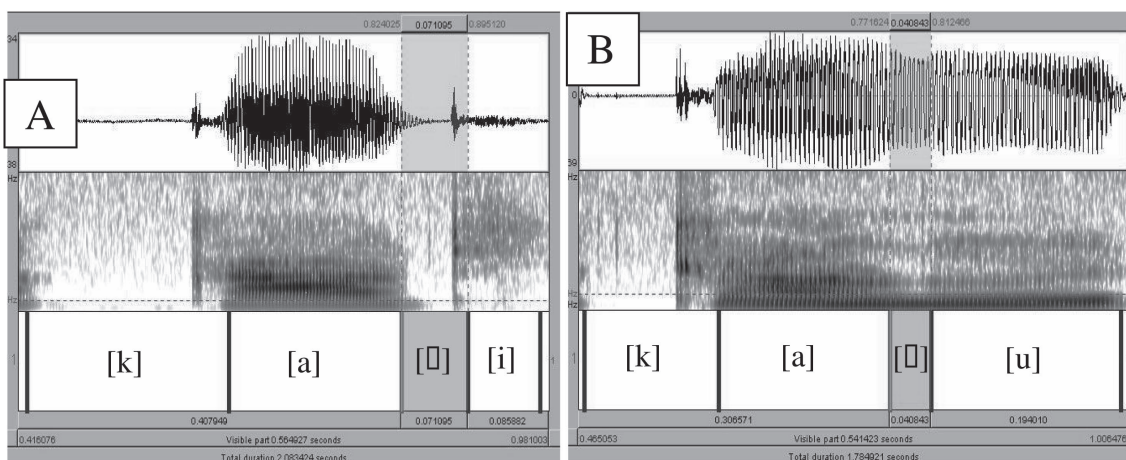 A
0.824025 0.071095 0.895120
34
38
Hz
Hz
1
[k] [a] [▯] [i]
1
0.407949 0.071095 0.085882
0.416076 Visible part 0.564927 seconds 0.981003
Total duration 2.083424 seconds
B
0.771624 0.040843 0.812466
0
39
Hz
Hz
Hz
1
[k] [a] [▯] [u]
0.306571 0.040843 0.194010
0.465053 Visible part 0.541423 seconds 1.006476
Total duration 1.784921 seconds